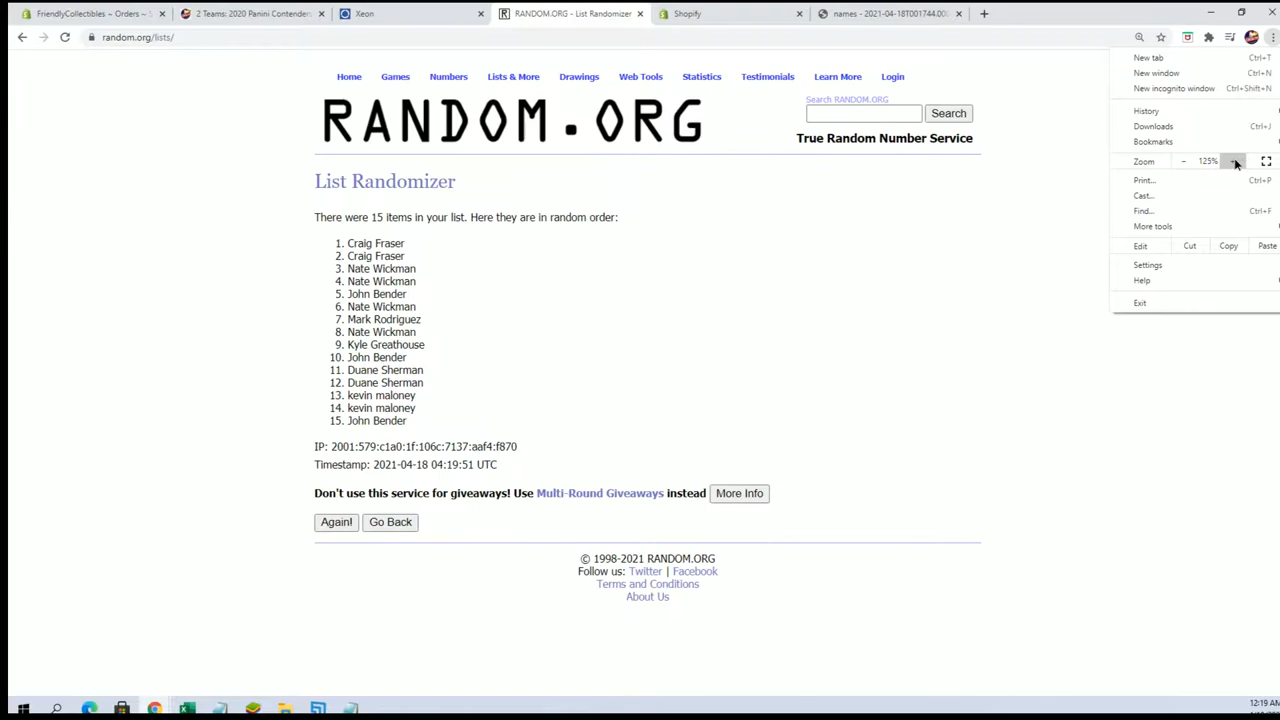 FriendlyCollectibles ~ Orders ~ S
2 Teams: 2020 Panini Contenders
Xeon
RANDOM.ORG - List Randomizer
Shopify
names - 2021-04-18T001744.000
random.org/lists/
Home Games Numbers Lists & More Drawings Web Tools Statistics Testimonials Learn More Login
RANDOM.ORG
Search RANDOM.ORG
Search
True Random Number Service
List Randomizer
There were 15 items in your list. Here they are in random order:
1. Craig Fraser
2. Craig Fraser
3. Nate Wickman
4. Nate Wickman
5. John Bender
6. Nate Wickman
7. Mark Rodriguez
8. Nate Wickman
9. Kyle Greathouse
10. John Bender
11. Duane Sherman
12. Duane Sherman
13. kevin maloney
14. kevin maloney
15. John Bender
IP: 2001:579:c1a0:1f:106c:7137:aaf4:f870
Timestamp: 2021-04-18 04:19:51 UTC
Don't use this service for giveaways! Use Multi-Round Giveaways instead More Info
Again! Go Back
© 1998-2021 RANDOM.ORG
Follow us: Twitter | Facebook
Terms and Conditions
About Us
New tab Ctrl+T
New window Ctrl+N
New incognito window Ctrl+Shift+N
History
Downloads Ctrl+J
Bookmarks
Zoom - 125%
Print... Ctrl+P
Cast...
Find... Ctrl+F
More tools
Edit Cut Copy Paste
Settings
Help
Exit
12:19 AM